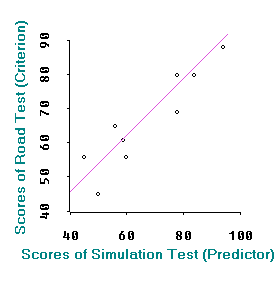 Scores of Road Test (Criterion)
90
80
70
60
50
40
40 60 80 100
Scores of Simulation Test (Predictor)